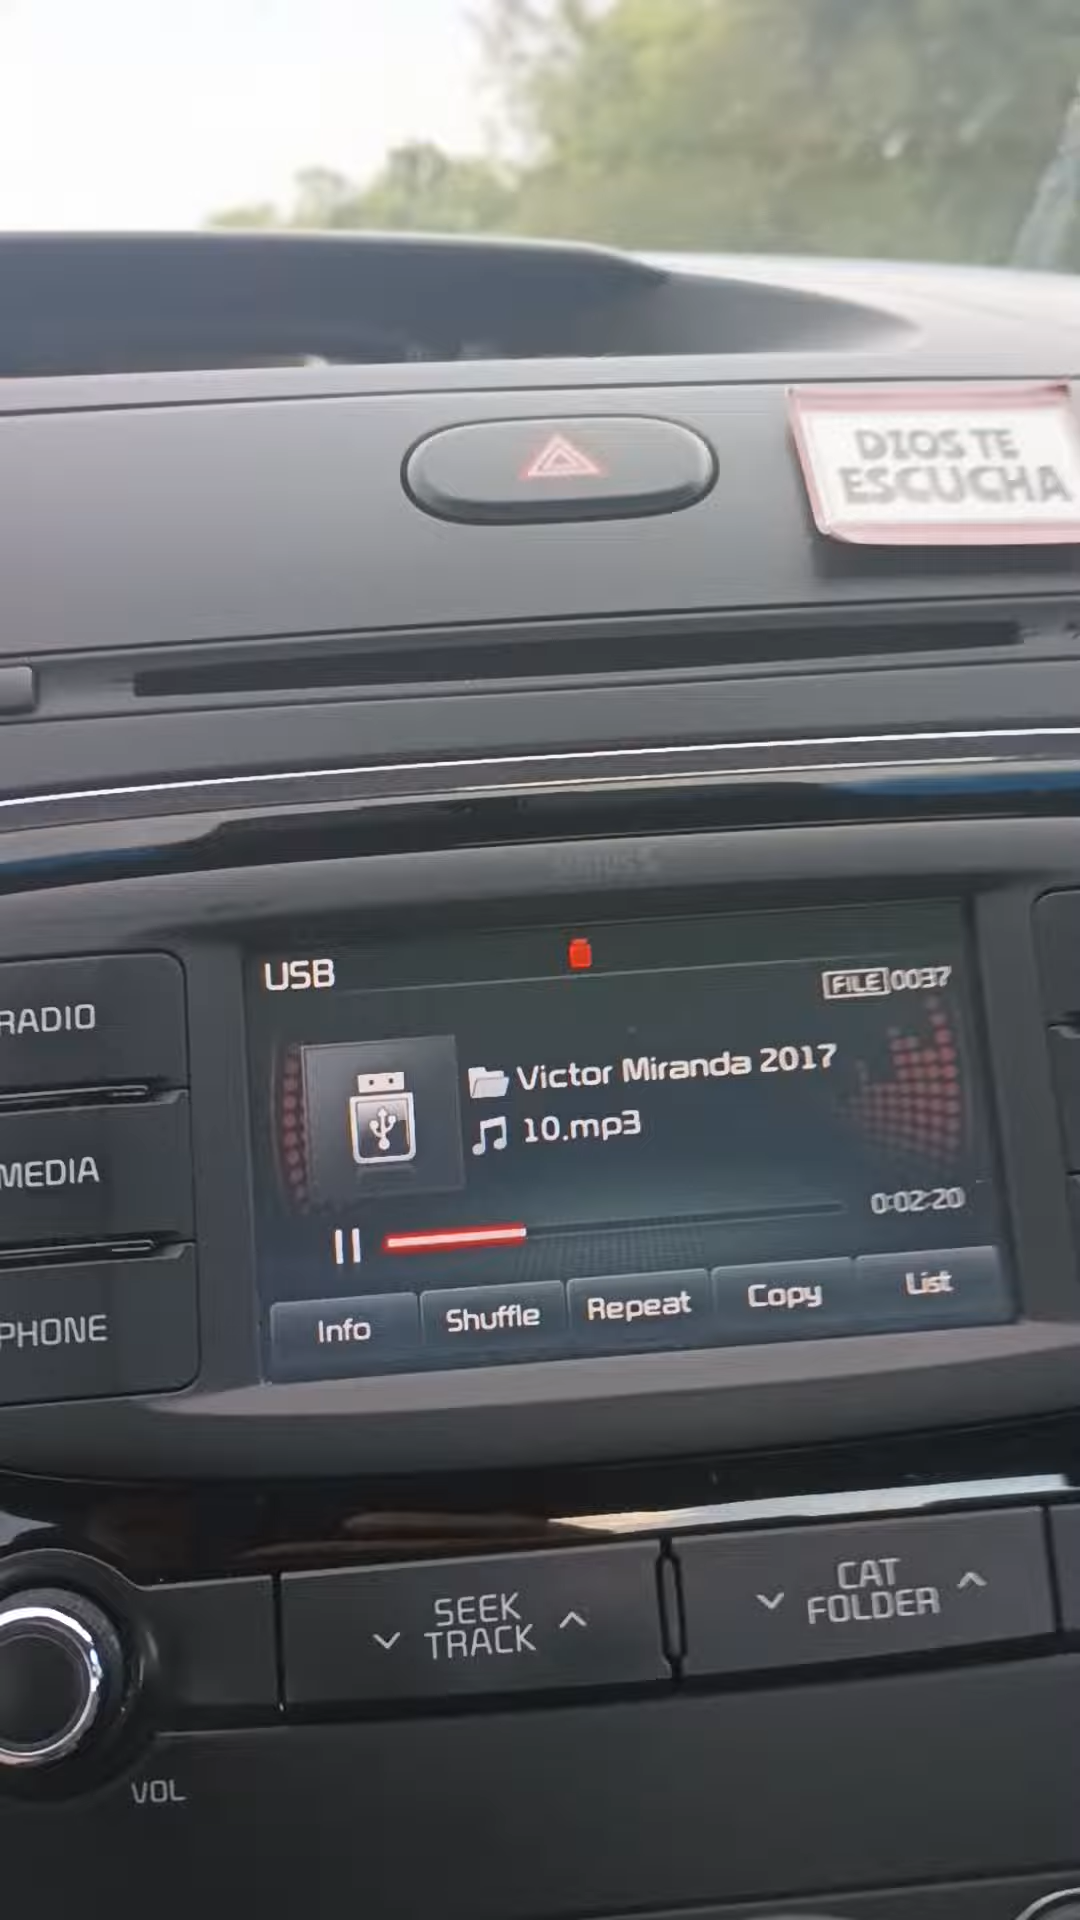 DIOS TE
ESCUCHA
USB
FILE 0037
RADIO
Victor Miranda 2017
10.mp3
MEDIA
0:02:20
Info
Shuffle
Repeat
Copy
List
PHONE
SEEK
TRACK
CAT
FOLDER
VOL